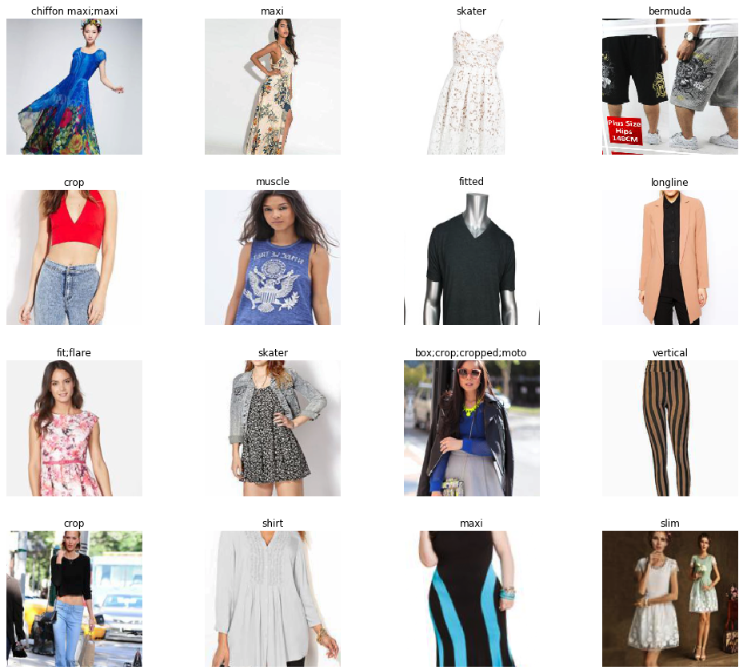 chiffon maxi;maxi
maxi
skater
bermuda
Plus Size
Hips
140CM
crop
muscle
fitted
longline
fit;flare
skater
box;crop;cropped;moto
vertical
crop
shirt
maxi
slim